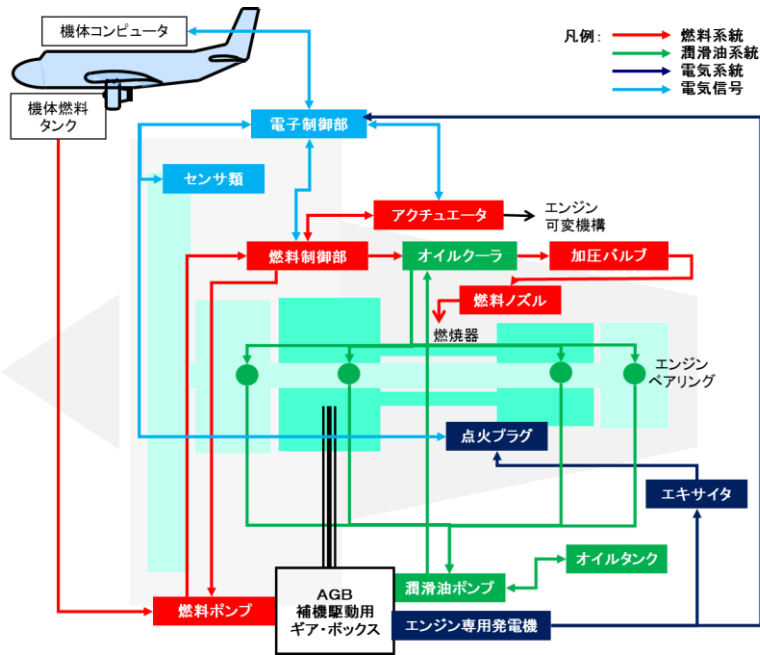 機体コンピュータ
凡例：
燃料系統
潤滑油系統
電気系統
電気信号
機体燃料
タンク
電子制御部
センサ類
アクチュエータ
エンジン
可変機構
燃料制御部
オイルクーラ
加圧バルブ
燃料ノズル
燃焼器
エンジン
ベアリング
点火プラグ
エキサイタ
オイルタンク
潤滑油ポンプ
AGB
補機駆動用
ギア・ボックス
燃料ポンプ
エンジン専用発電機